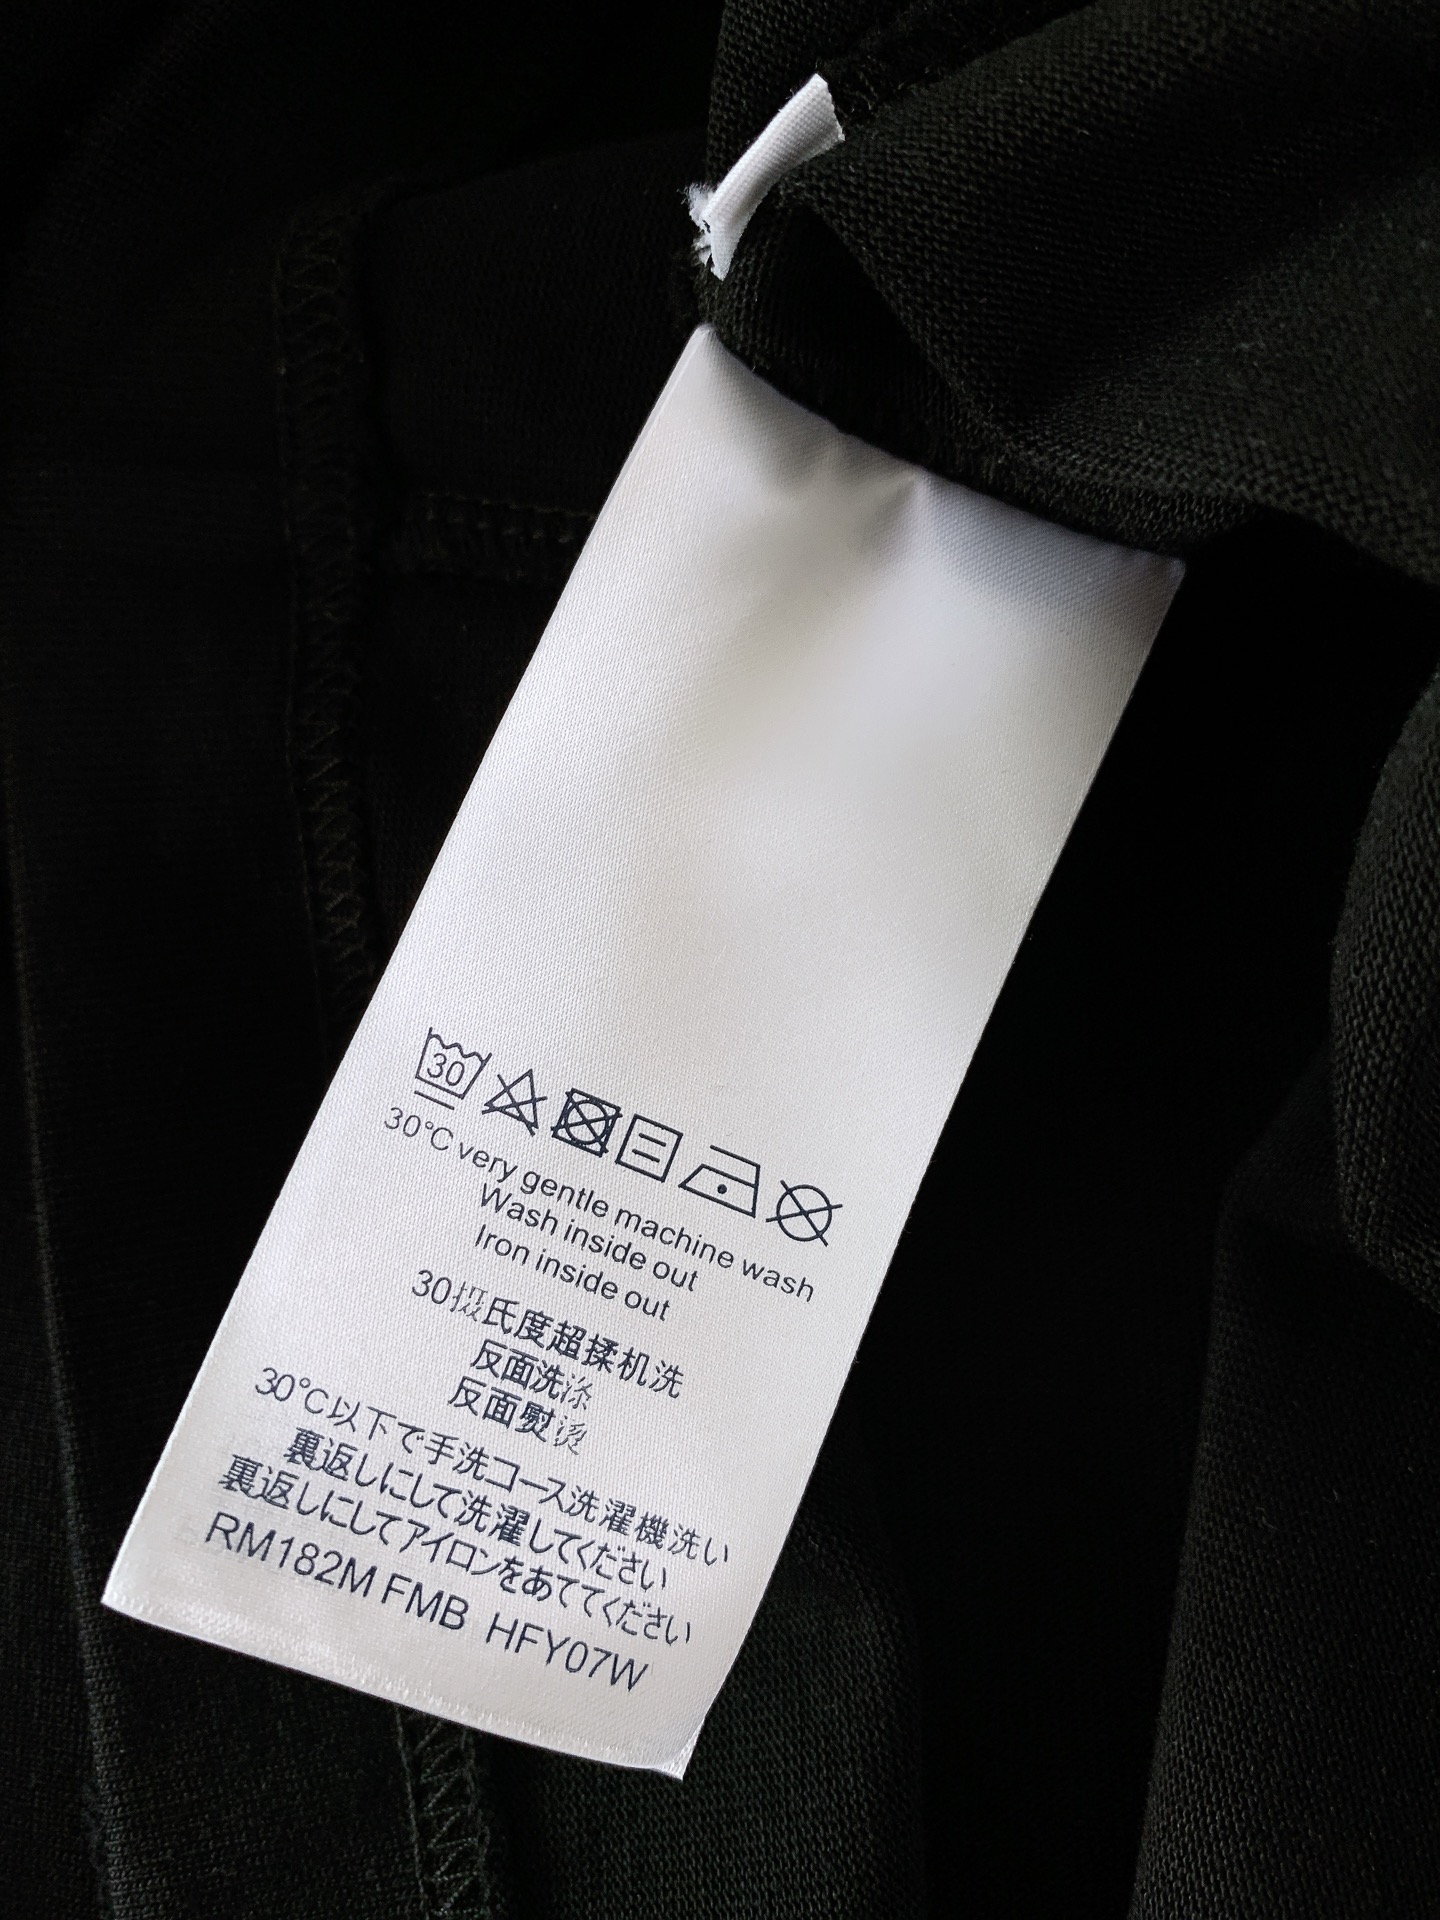 30
30°C very gentle machine wash
Wash inside out
Iron inside out
30摄氏度超揉机洗
反面洗涤
反面熨烫
30°C以下で手洗コース洗濯機洗い
裏返しにして洗濯してください
裏返しにしてアイロンをあててください
RM182M FMB HFY07W